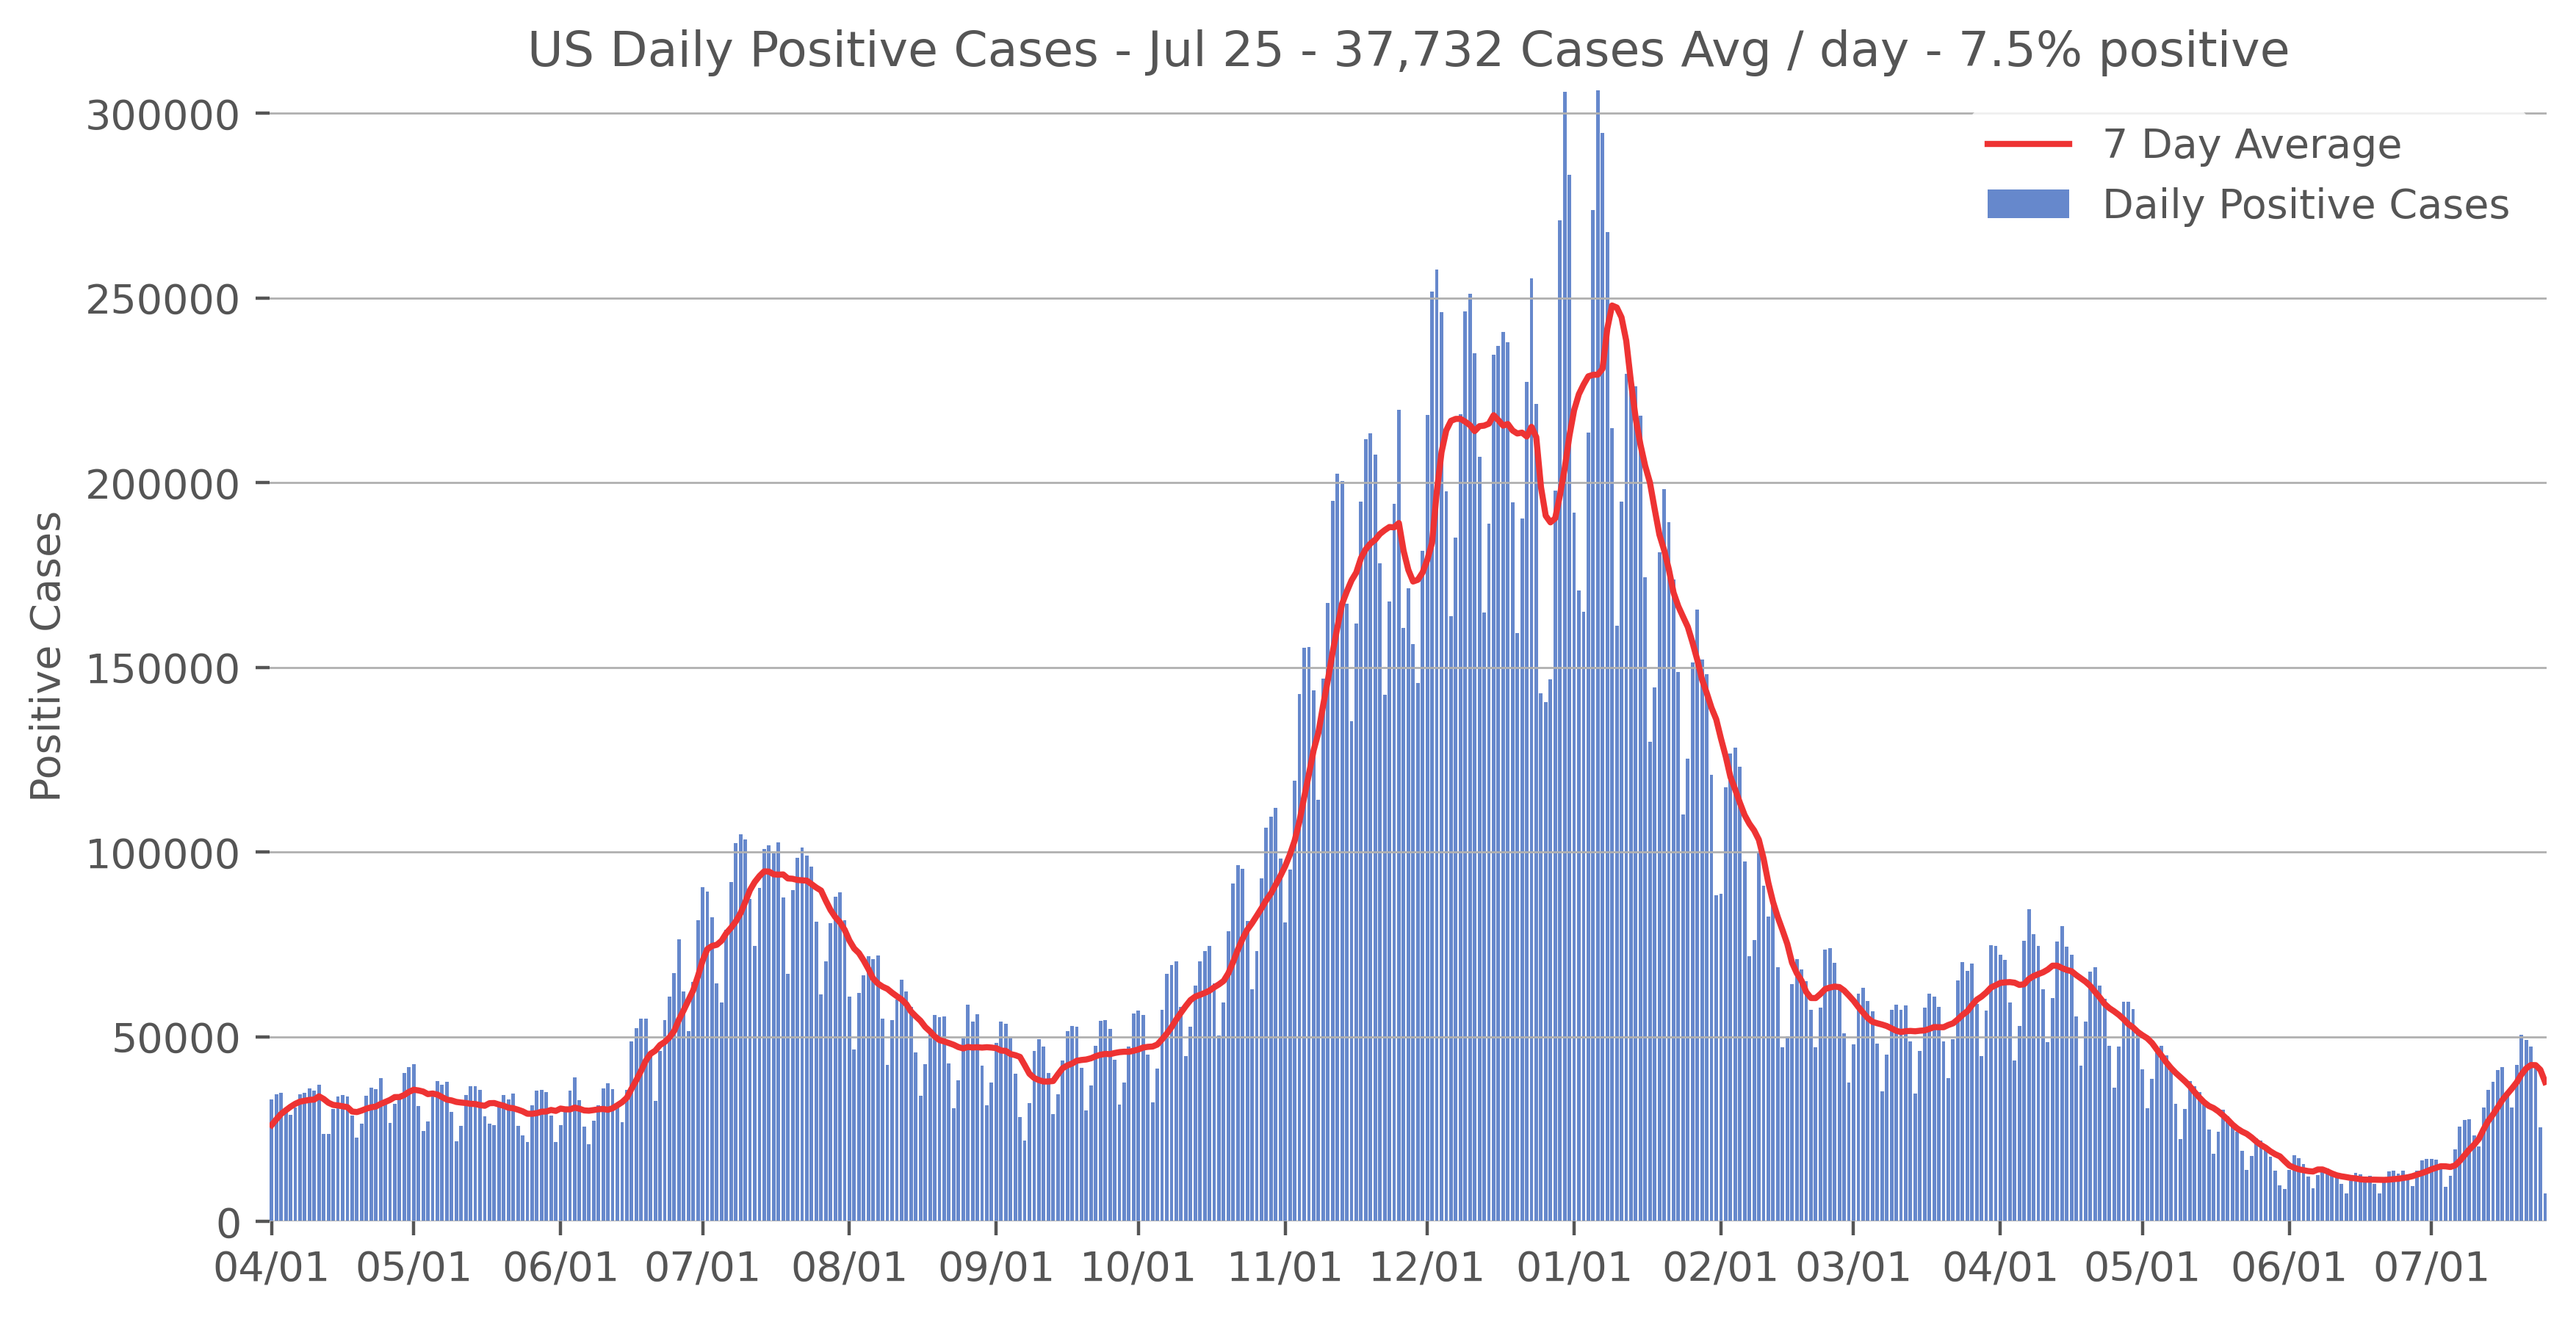 US Daily Positive Cases - Jul 25 - 37,732 Cases Avg / day - 7.5% positive
7 Day Average
Daily Positive Cases
Positive Cases
300000
250000
200000
150000
100000
50000
0
04/01 05/01 06/01 07/01 08/01 09/01 10/01 11/01 12/01 01/01 02/01 03/01 04/01 05/01 06/01 07/01